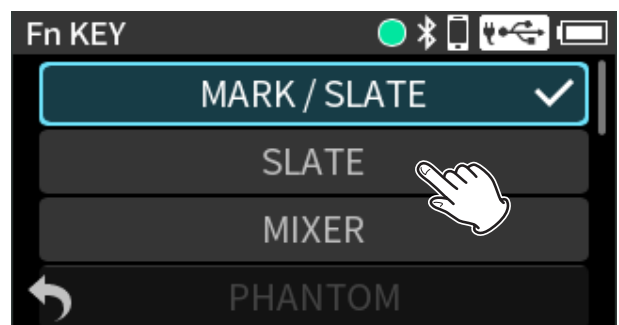 Fn KEY
MARK / SLATE
SLATE
MIXER
PHANTOM